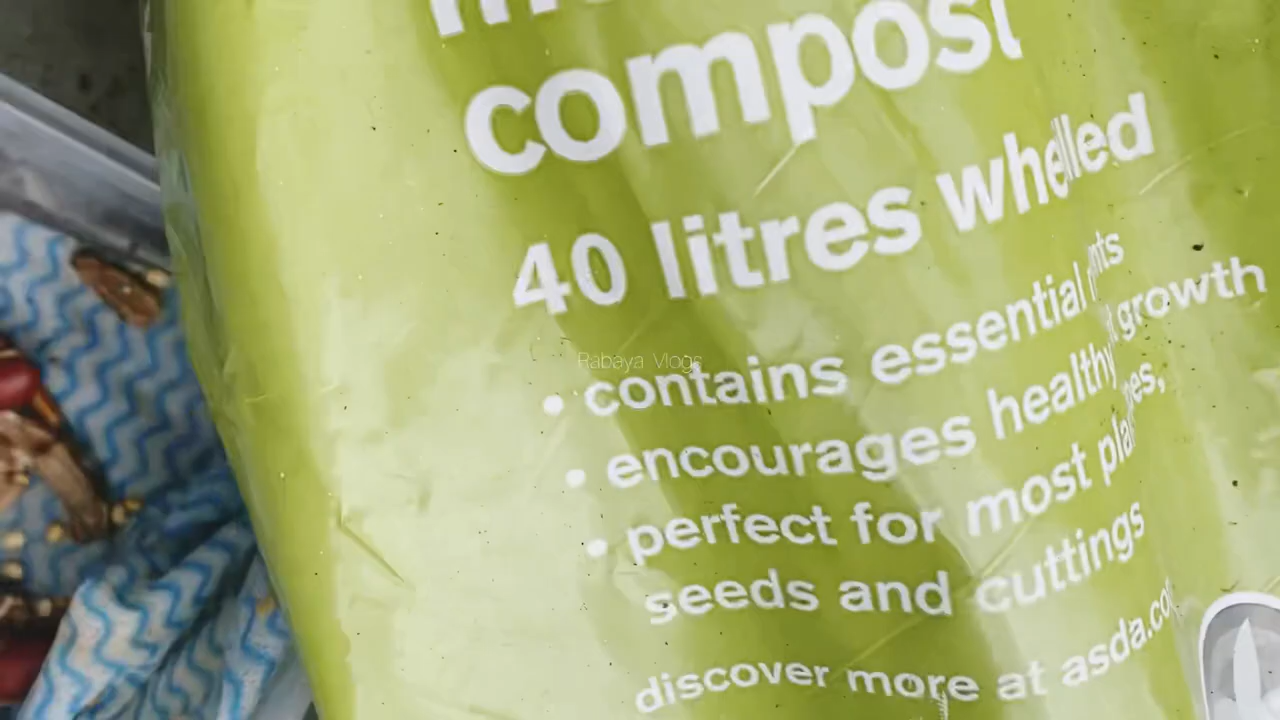 compost
40 litres whelled
• contains essential
• encourages healthy growth
• perfect for most
seeds and cuttings
discover more at asda.co
Rabaya Vlogs